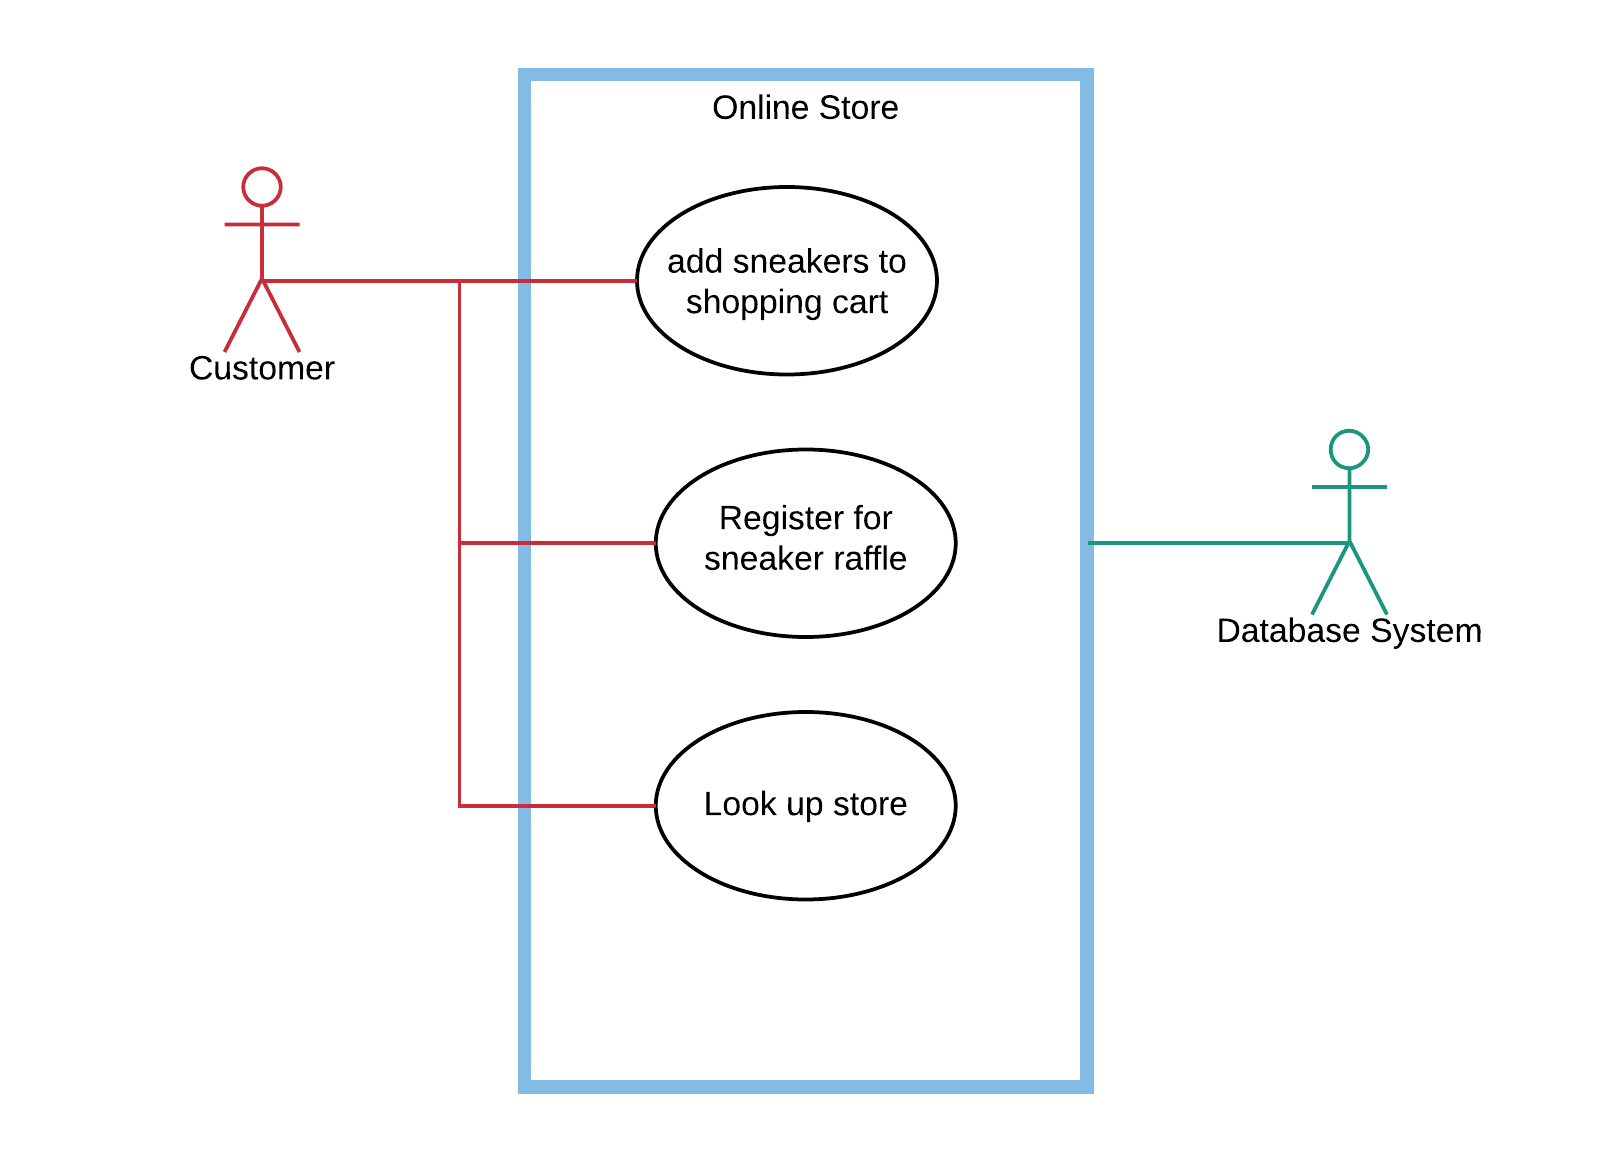 Online Store
add sneakers to
shopping cart
Customer
Register for
sneaker raffle
Database System
Look up store